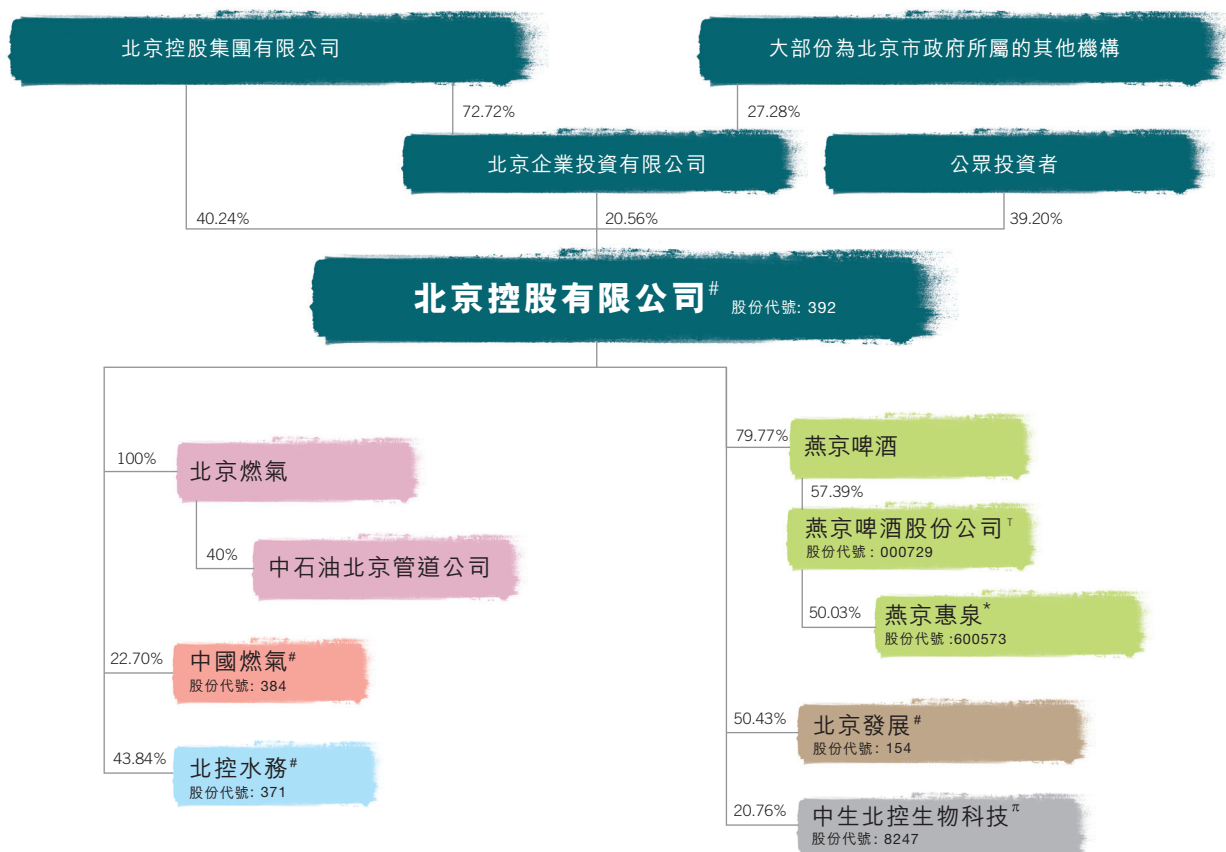 北京控股集團有限公司
大部份為北京市政府所屬的其他機構
72.72%
27.28%
北京企業投資有限公司
公眾投資者
40.24%
20.56%
39.20%
北京控股有限公司# 股份代號: 392
100%
北京燃氣
40%
中石油北京管道公司
22.70%
中國燃氣#
股份代號: 384
43.84%
北控水務#
股份代號: 371
79.77%
燕京啤酒
57.39%
燕京啤酒股份公司T
股份代號: 000729
50.03%
燕京惠泉*
股份代號:600573
50.43%
北京發展#
股份代號: 154
20.76%
中生北控生物科技π
股份代號: 8247